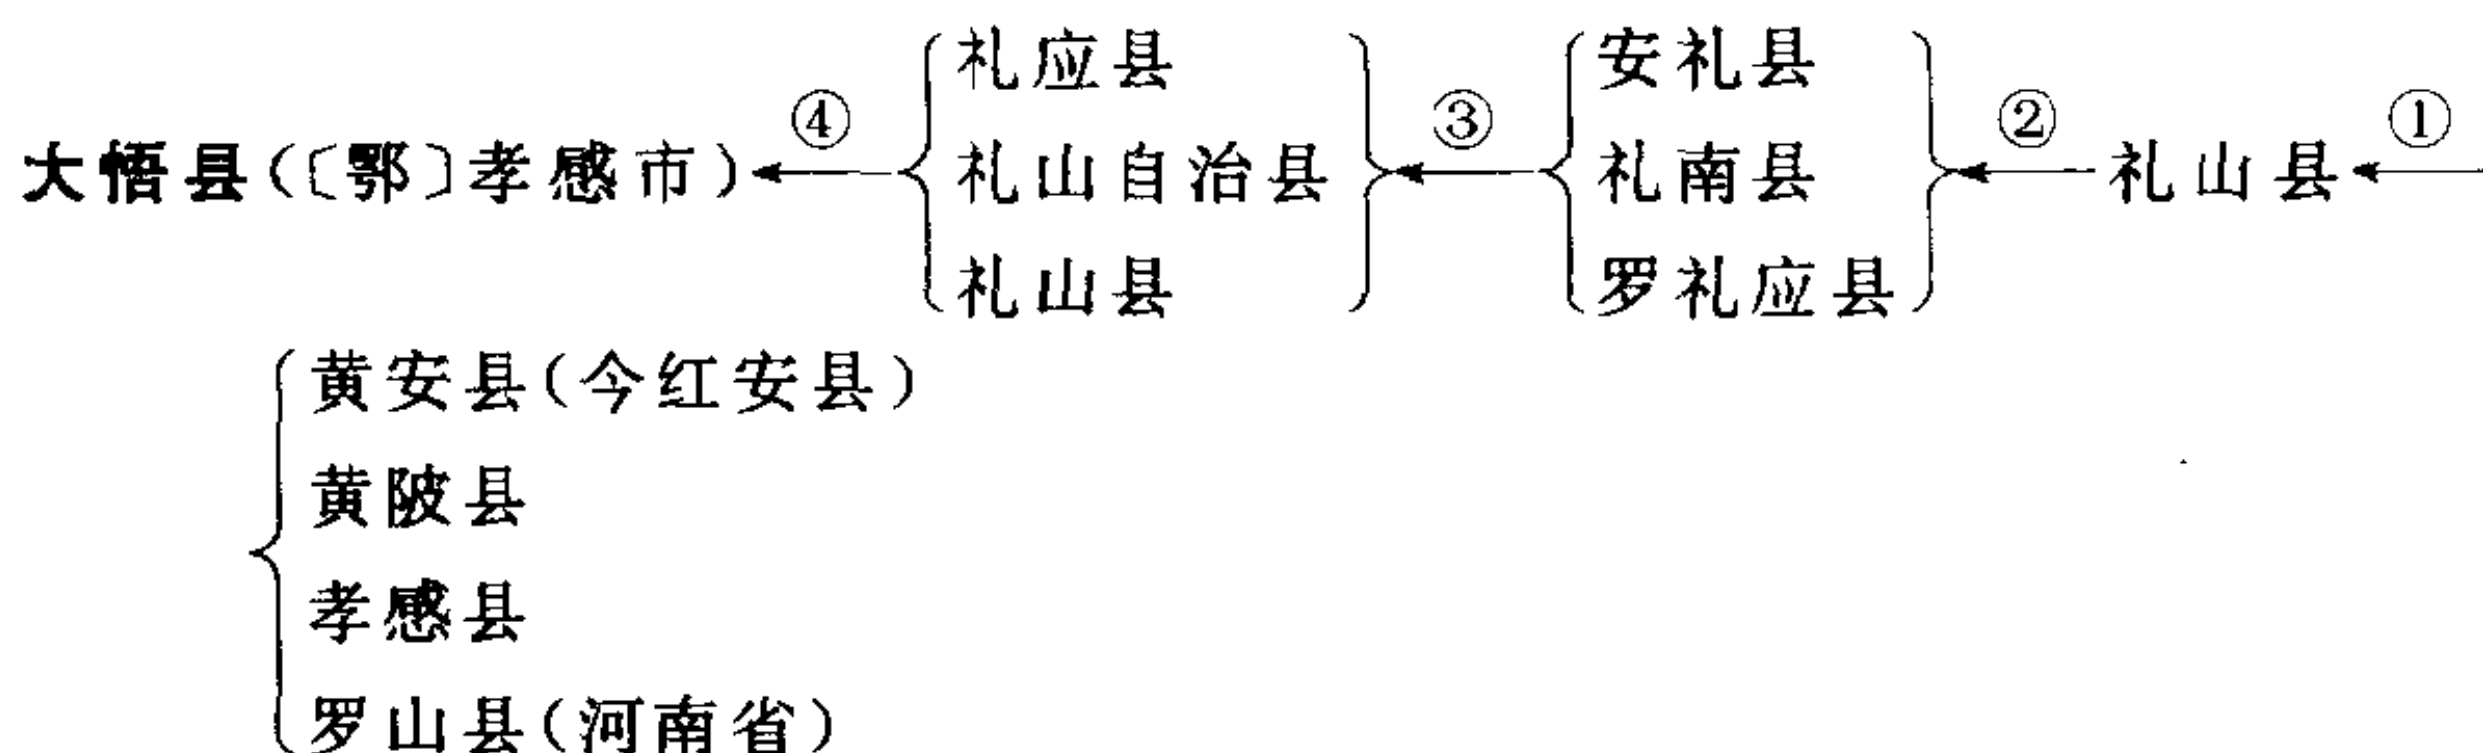 礼应县 安礼县
④ ③ ② ①
大悟县(〔鄂〕孝感市) 礼山自治县 礼南县 礼山县
礼山县 罗礼应县
黄安县(今红安县)
黄陂县
孝感县
罗山县(河南省)